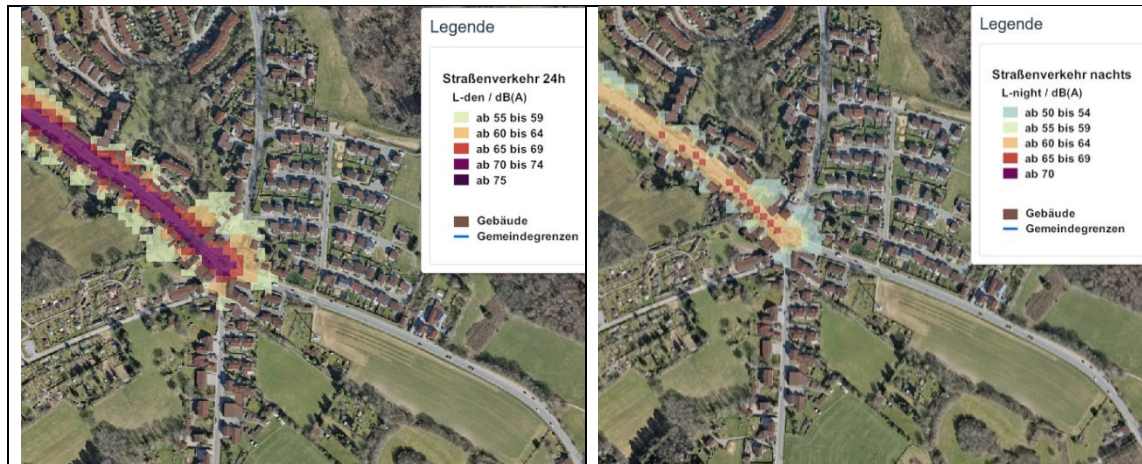 Legende
Straßenverkehr 24h
L-den / dB(A)
ab 55 bis 59
ab 60 bis 64
ab 65 bis 69
ab 70 bis 74
ab 75
Gebäude
Gemeindegrenzen
Legende
Straßenverkehr nachts
L-night / dB(A)
ab 50 bis 54
ab 55 bis 59
ab 60 bis 64
ab 65 bis 69
ab 70
Gebäude
Gemeindegrenzen